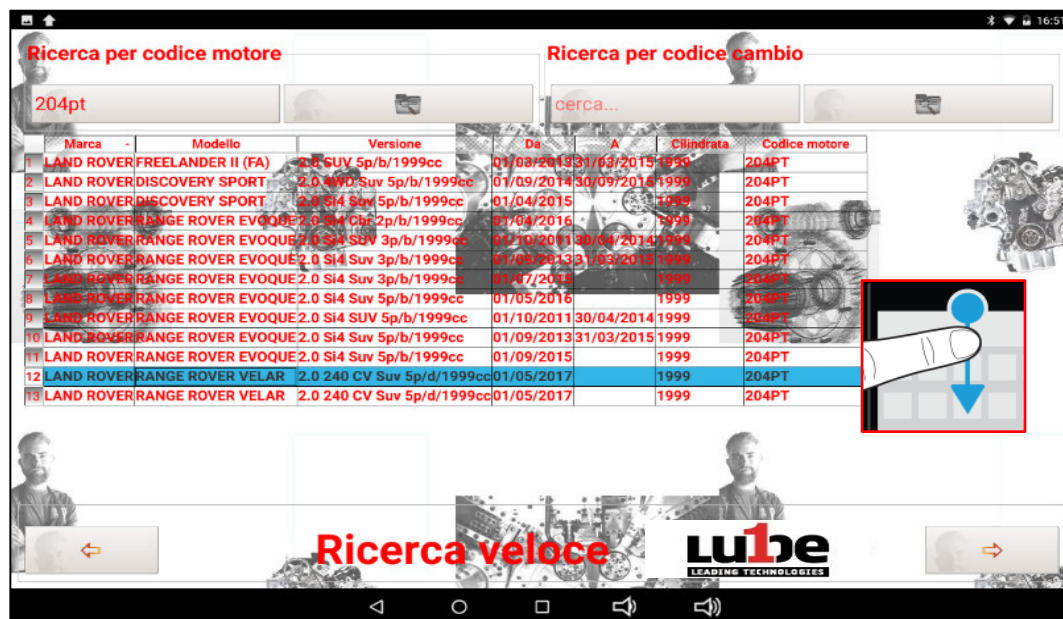 16:51
Ricerca per codice motore
Ricerca per codice cambio
204pt
cerca...
Marca - Modello Versione Da A Cilindrata Codice motore
1 LAND ROVER FREELANDER II (FA) 2.0 SUV 5p/b/1999cc 01/03/2013 31/03/2015 1999 204PT
2 LAND ROVER DISCOVERY SPORT 2.0 4WD Suv 5p/b/1999cc 01/09/2014 30/09/2015 1999 204PT
3 LAND ROVER DISCOVERY SPORT 2.0 Si4 Suv 5p/b/1999cc 01/04/2015 1999 204PT
4 LAND ROVER RANGE ROVER EVOQUE 2.0 Si4 Cbr 2p/b/1999cc 01/04/2016 1999 204PT
5 LAND ROVER RANGE ROVER EVOQUE 2.0 Si4 SUV 3p/b/1999cc 01/10/2011 30/04/2014 1999 204PT
6 LAND ROVER RANGE ROVER EVOQUE 2.0 Si4 Suv 3p/b/1999cc 01/08/2013 31/03/2015 1999 204PT
7 LAND ROVER RANGE ROVER EVOQUE 2.0 Si4 Suv 3p/b/1999cc 01/07/2015 1999 204PT
8 LAND ROVER RANGE ROVER EVOQUE 2.0 Si4 Suv 5p/b/1999cc 01/05/2016 1999 204PT
9 LAND ROVER RANGE ROVER EVOQUE 2.0 Si4 SUV 5p/b/1999cc 01/10/2011 30/04/2014 1999 204PT
10 LAND ROVER RANGE ROVER EVOQUE 2.0 Si4 Suv 5p/b/1999cc 01/09/2013 31/03/2015 1999 204PT
11 LAND ROVER RANGE ROVER EVOQUE 2.0 Si4 Suv 5p/b/1999cc 01/09/2015 1999 204PT
12 LAND ROVER RANGE ROVER VELAR 2.0 240 CV Suv 5p/d/1999cc 01/05/2017 1999 204PT
13 LAND ROVER RANGE ROVER VELAR 2.0 240 CV Suv 5p/d/1999cc 01/05/2017 1999 204PT
Ricerca veloce
Lu1be
LEADING TECHNOLOGIES